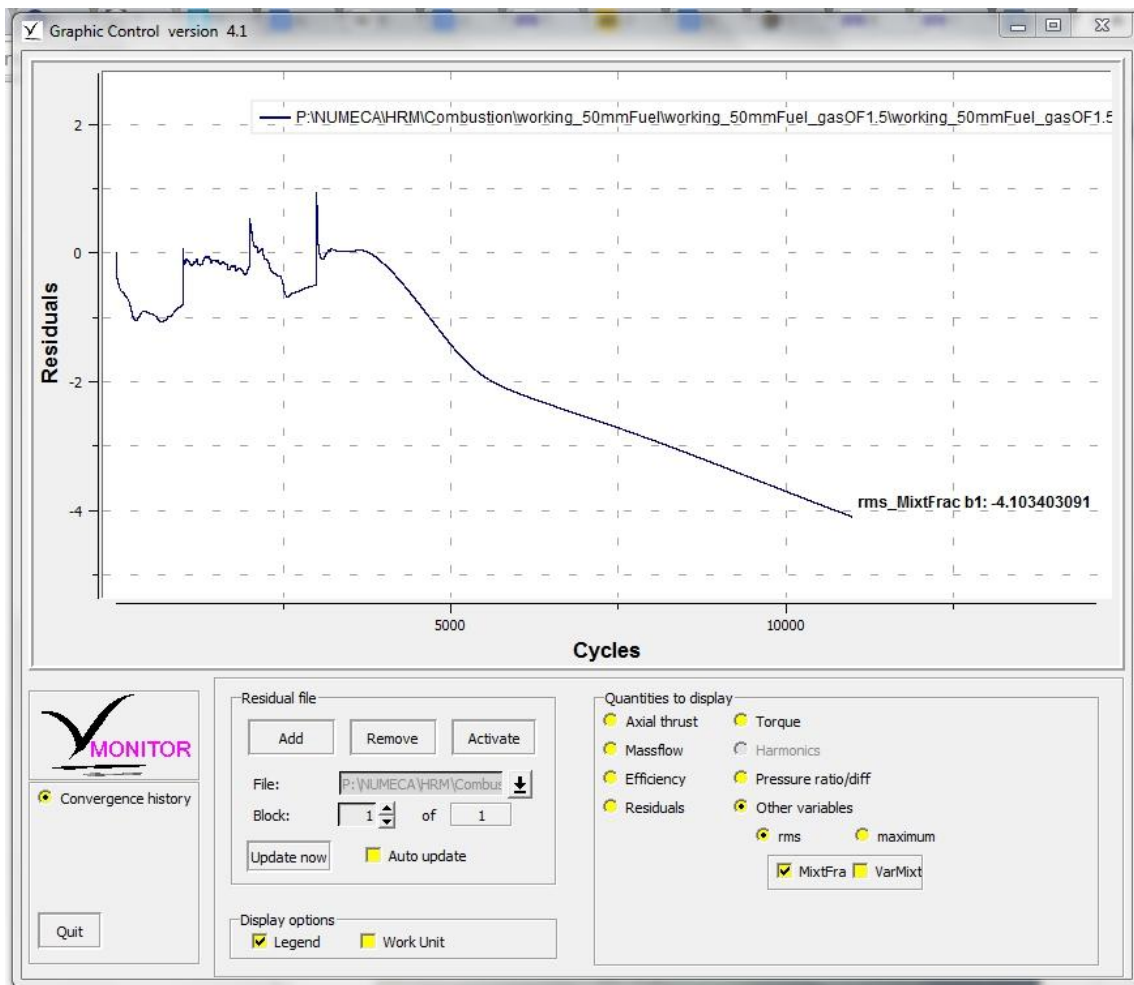 Graphic Control version 4.1
P:\NUMECA\HRM\Combustion\working_50mmFuel\working_50mmFuel_gasOF1.5\working_50mmFuel_gasOF1.5
2
0
-2
-4
Residuals
rms_MixtFrac b1: -4.103403091
5000 10000
Cycles
MONITOR
Convergence history
Quit
Residual file
Add Remove Activate
File: P:\NUMECA\HRM\Combus
Block: 1 of 1
Update now Auto update
Display options
Legend Work Unit
Quantities to display
Axial thrust Torque
Massflow Harmonics
Efficiency Pressure ratio/diff
Residuals Other variables
rms maximum
MixtFra VarMixt